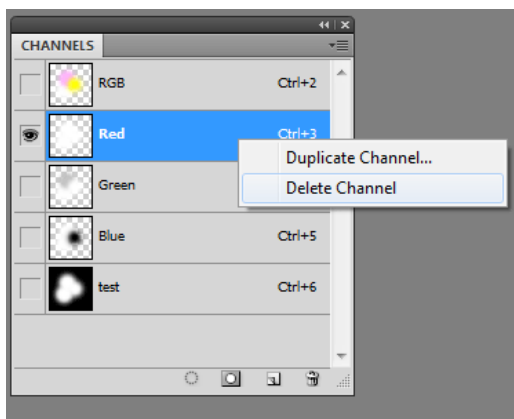 CHANNELS
RGB Ctrl+2
Red Ctrl+3
Duplicate Channel...
Green
Delete Channel
Blue Ctrl+5
test Ctrl+6